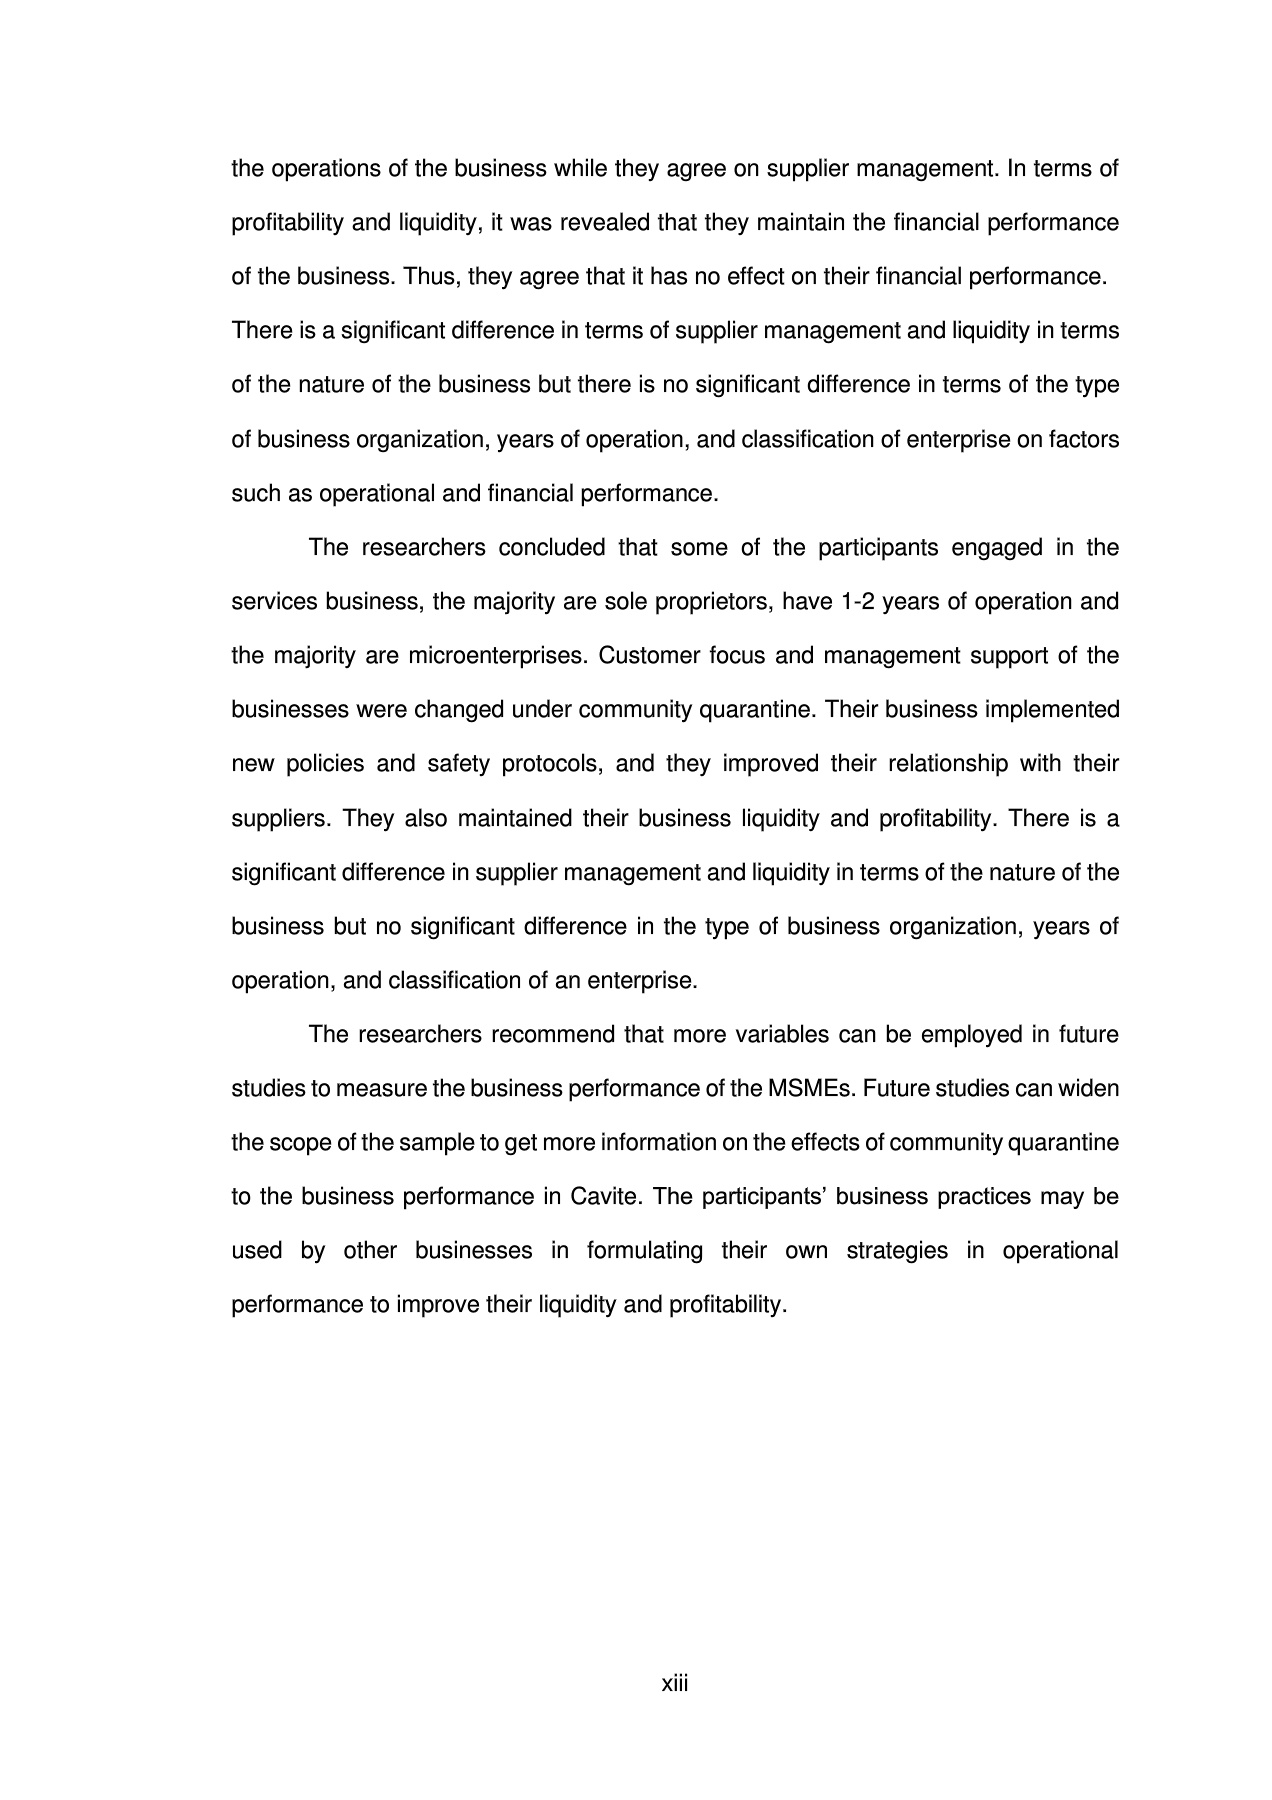 the operations of the business while they agree on supplier management. In terms of
profitability and liquidity, it was revealed that they maintain the financial performance
of the business. Thus, they agree that it has no effect on their financial performance.
There is a significant difference in terms of supplier management and liquidity in terms
of the nature of the business but there is no significant difference in terms of the type
of business organization, years of operation, and classification of enterprise on factors
such as operational and financial performance.
The researchers concluded that some of the participants engaged in the
services business, the majority are sole proprietors, have 1-2 years of operation and
the majority are microenterprises. Customer focus and management support of the
businesses were changed under community quarantine. Their business implemented
new policies and safety protocols, and they improved their relationship with their
suppliers. They also maintained their business liquidity and profitability. There is a
significant difference in supplier management and liquidity in terms of the nature of the
business but no significant difference in the type of business organization, years of
operation, and classification of an enterprise.
The researchers recommend that more variables can be employed in future
studies to measure the business performance of the MSMEs. Future studies can widen
the scope of the sample to get more information on the effects of community quarantine
to the business performance in Cavite. The participants’ business practices may be
used by other businesses in formulating their own strategies in operational
performance to improve their liquidity and profitability.
xiii